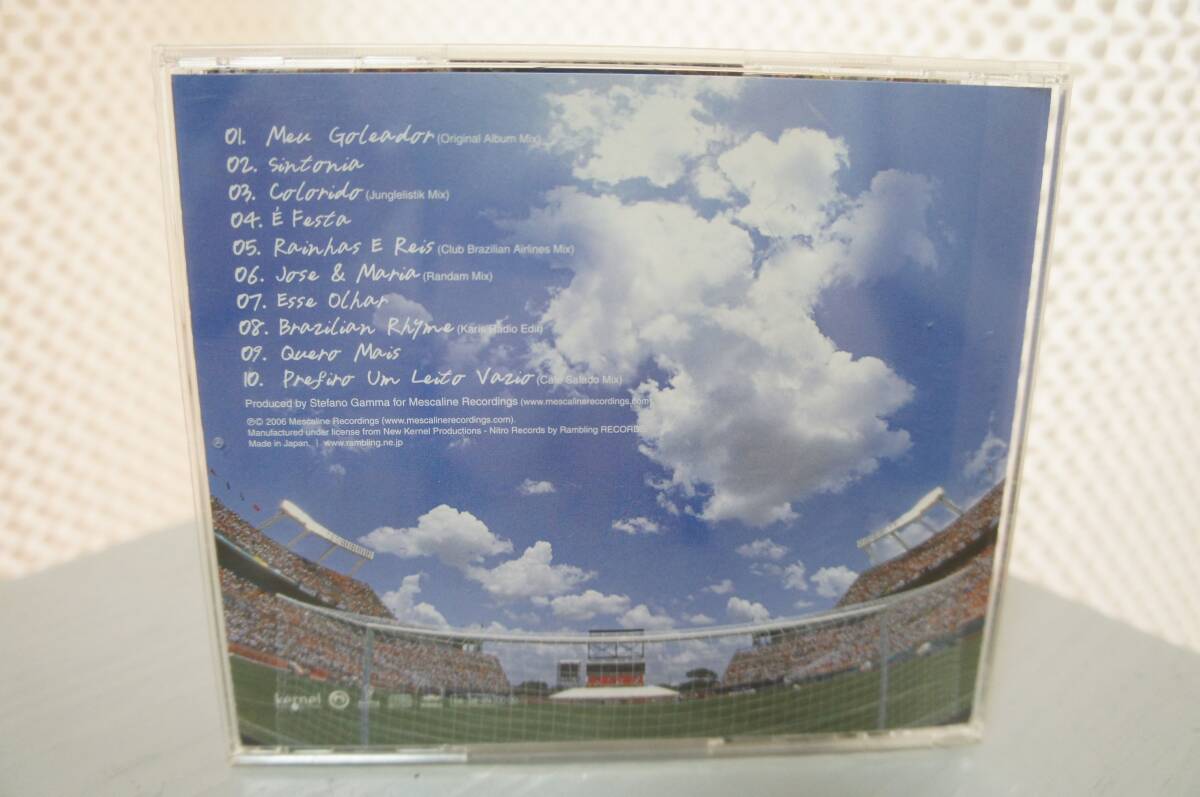 01. Meu Goleador (Original Album Mix)
02. Sintonia
03. Colorido (Junglelistik Mix)
04. É Festa
05. Rainhas E Reis (Club Brazilian Airlines Mix)
06. Jose & Maria (Randam Mix)
07. Esse Olhar
08. Brazilian Rhyme (Karis Radio Edit)
09. Quero Mais
10. Prefiro Um Leito Vazio (Café Salado Mix)
Produced by Stefano Gamma for Mescaline Recordings (www.mescalinerecordings.com)
℗© 2006 Mescaline Recordings (www.mescalinerecordings.com).
Manufactured under license from New Kernel Productions - Nitro Records by Rambling RECORDS
Made in Japan. | www.rambling.ne.jp
kernel